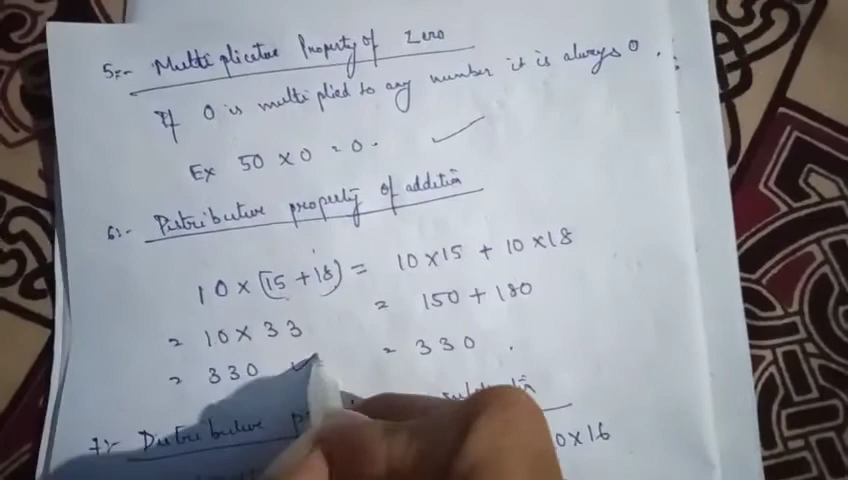 5:- Multiplicative Property of Zero
If 0 is multiplied to any number it is always 0.
Ex 50 × 0 = 0.
6:- Distributive property of addition
10 × (15 + 18) = 10 × 15 + 10 × 18
= 10 × 33 = 150 + 180
= 330 = 330.
7:- Distributive
0 × 16